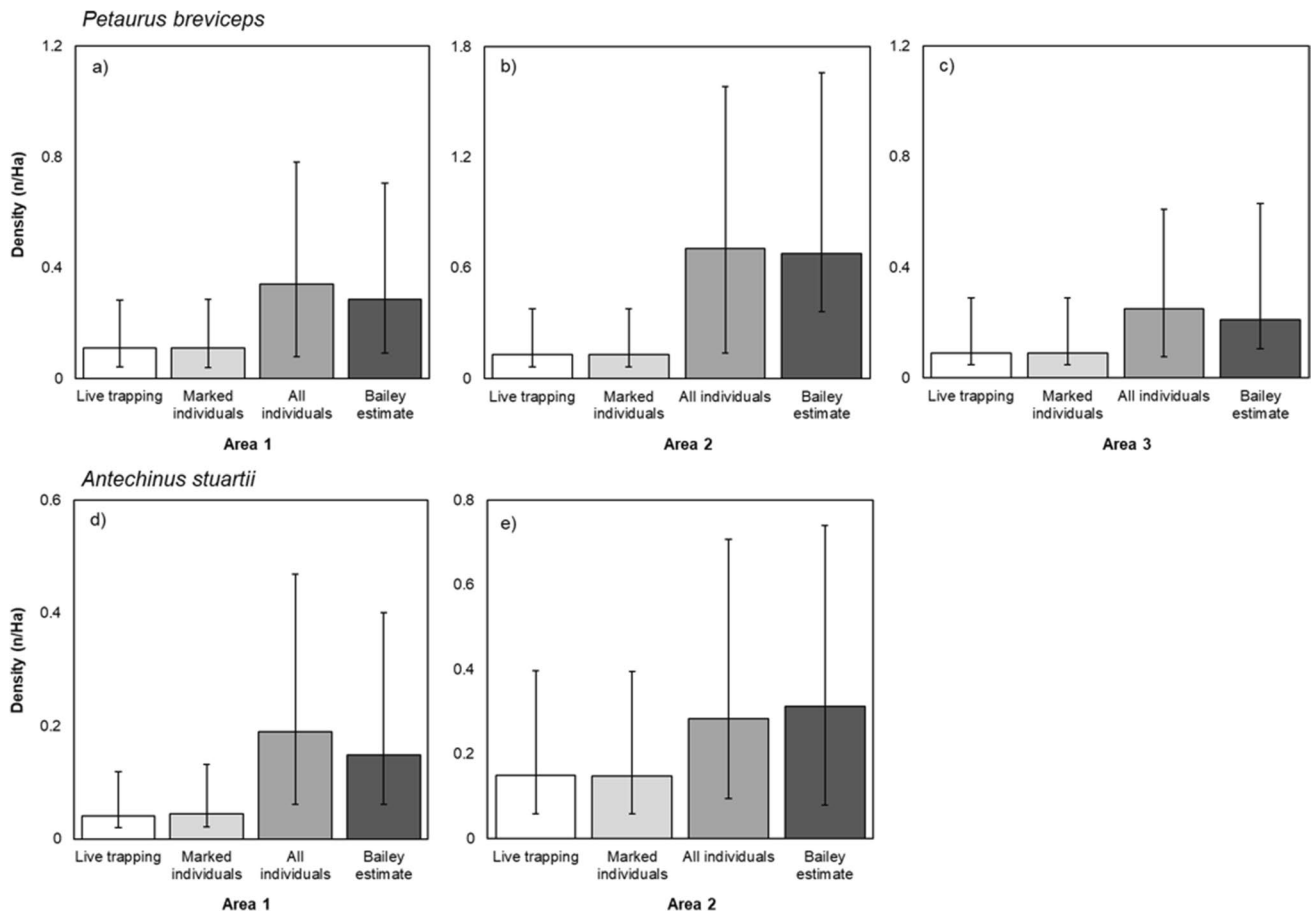 Petaurus breviceps
a)
b)
c)
1.2
0.8
0.4
0
Density (n/Ha)
1.8
1.2
0.6
0
1.2
0.8
0.4
0
Live trapping
Marked
individuals
All
individuals
Bailey
estimate
Area 1
Live trapping
Marked
individuals
All individuals
Bailey
estimate
Area 2
Live trapping
Marked
individuals
All individuals
Bailey
estimate
Area 3
Antechinus stuartii
d)
e)
0.6
0.4
0.2
0
Density (n/Ha)
0.8
0.6
0.4
0.2
0
Live trapping
Marked
individuals
All
individuals
Bailey
estimate
Area 1
Live trapping
Marked
individuals
All individuals
Bailey
estimate
Area 2